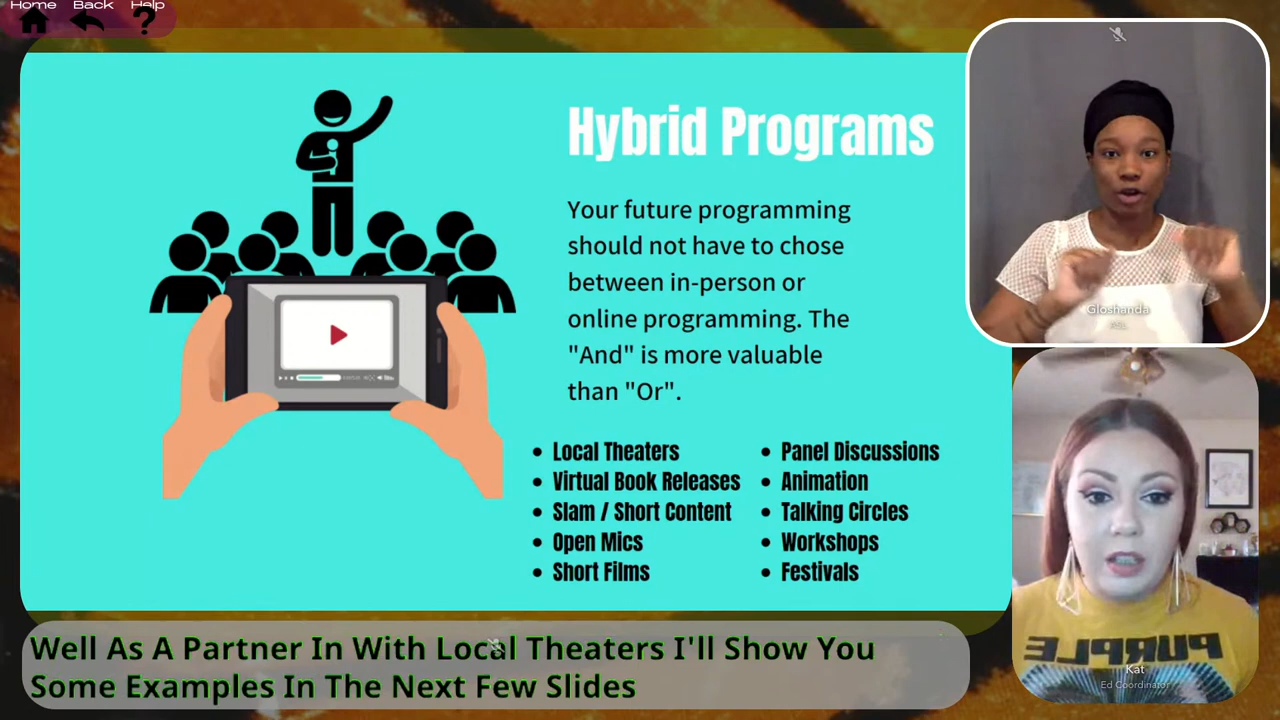 Home Back Help
?
Hybrid Programs
Your future programming
should not have to chose
between in-person or
online programming. The
"And" is more valuable
than "Or".
• Local Theaters
• Virtual Book Releases
• Slam / Short Content
• Open Mics
• Short Films
• Panel Discussions
• Animation
• Talking Circles
• Workshops
• Festivals
Gloshanda
ASL
PURPLE
Kat
Ed Coordinator
Well As A Partner In With Local Theaters I'll Show You
Some Examples In The Next Few Slides